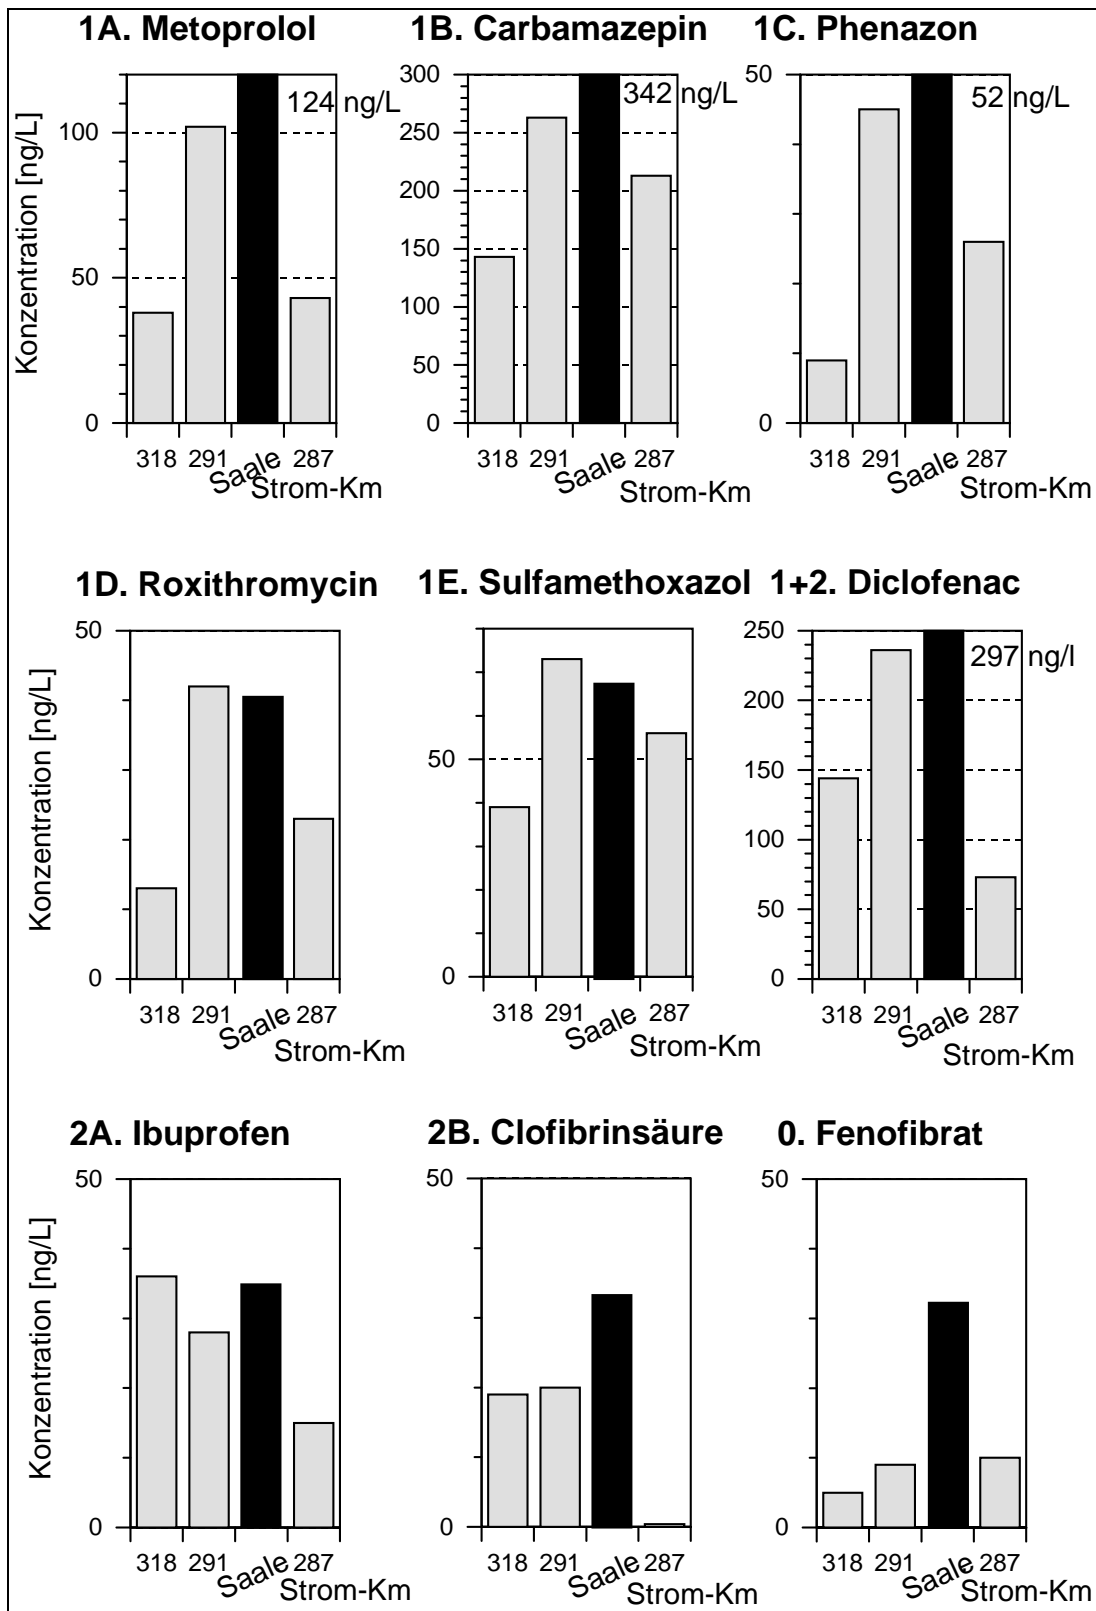 1A. Metoprolol 1B. Carbamazepin 1C. Phenazon
Konzentration [ng/L]
124 ng/L
100
50
0
318 291 Saale 287
Strom-Km
342 ng/L
300
250
200
150
100
50
0
318 291 Saale 287
Strom-Km
52 ng/L
50
0
318 291 Saale 287
Strom-Km
1D. Roxithromycin 1E. Sulfamethoxazol 1+2. Diclofenac
Konzentration [ng/L]
50
0
318 291 Saale 287
Strom-Km
50
0
318 291 Saale 287
Strom-Km
297 ng/l
250
200
150
100
50
0
318 291 Saale 287
Strom-Km
2A. Ibuprofen 2B. Clofibrinsäure 0. Fenofibrat
Konzentration [ng/L]
50
0
318 291 Saale 287
Strom-Km
50
0
318 291 Saale 287
Strom-Km
50
0
318 291 Saale 287
Strom-Km